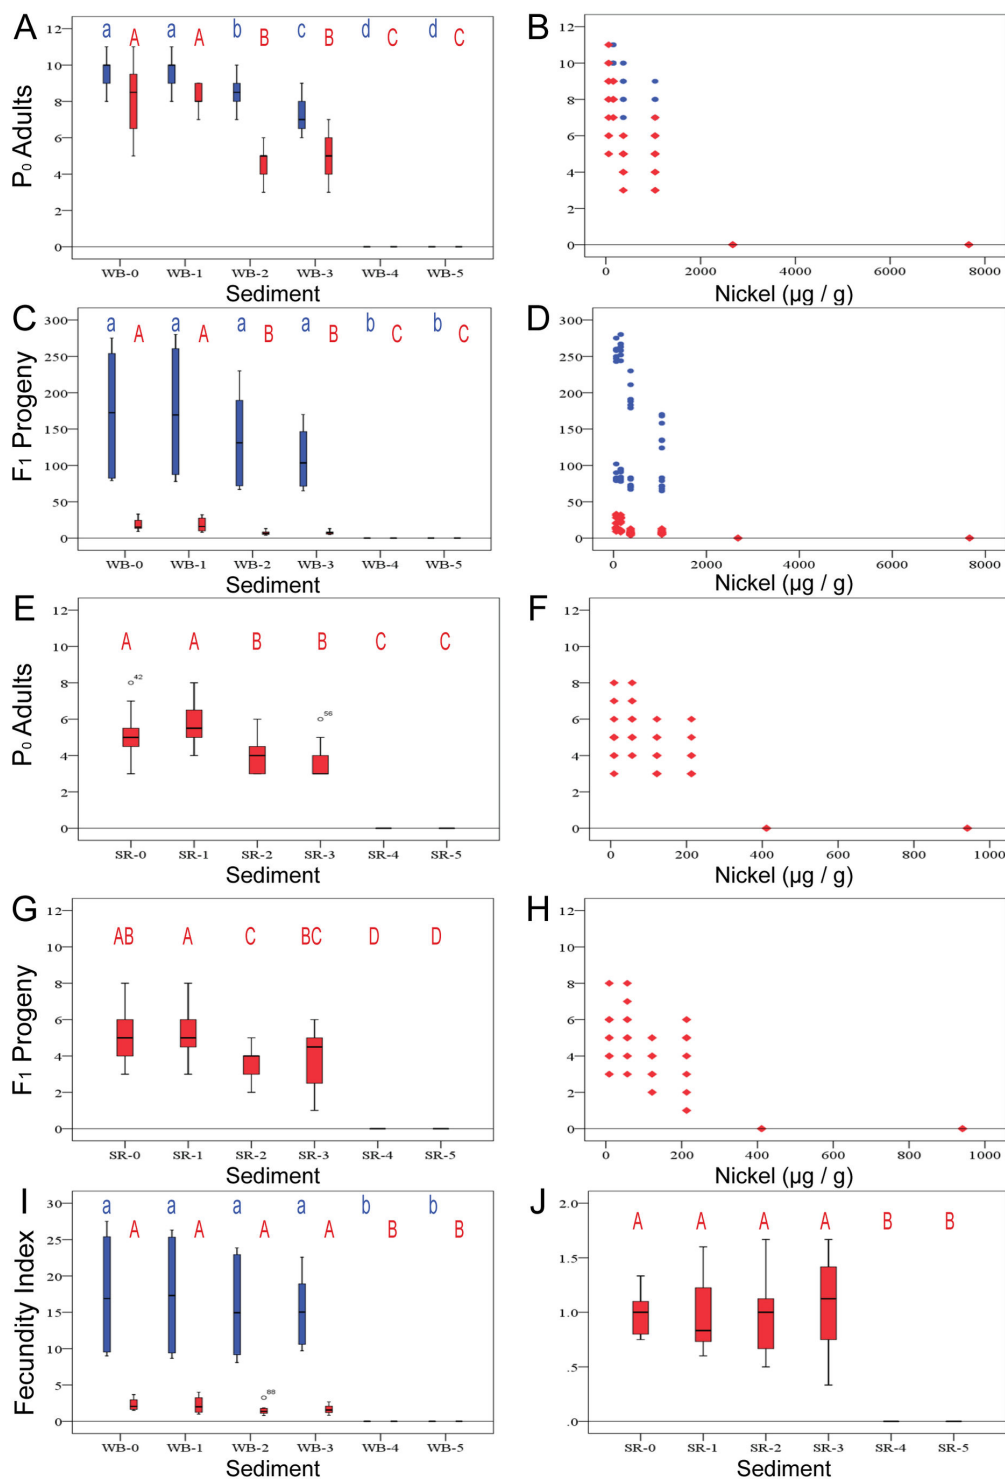 A
a A a A b B c B d C d C
12
10
8
6
4
2
0
P0 Adults
WB-0 WB-1 WB-2 WB-3 WB-4 WB-5
Sediment
B
12
10
8
6
4
2
0
0 2000 4000 6000 8000
Nickel (µg / g)
C
a A a A a B a B b C b C
300
250
200
150
100
50
0
F1 Progeny
WB-0 WB-1 WB-2 WB-3 WB-4 WB-5
Sediment
D
300
250
200
150
100
50
0
0 2000 4000 6000 8000
Nickel (µg / g)
E
A A B B C C
12
10
8
6
4
2
0
42
56
P0 Adults
SR-0 SR-1 SR-2 SR-3 SR-4 SR-5
Sediment
F
12
10
8
6
4
2
0
0 200 400 600 800 1000
Nickel (µg / g)
G
AB A C BC D D
12
10
8
6
4
2
0
F1 Progeny
SR-0 SR-1 SR-2 SR-3 SR-4 SR-5
Sediment
H
12
10
8
6
4
2
0
0 200 400 600 800 1000
Nickel (µg / g)
I
a A a A a A a A b B b B
30
25
20
15
10
5
0
88
Fecundity Index
WB-0 WB-1 WB-2 WB-3 WB-4 WB-5
Sediment
J
A A A A B B
2.0
1.5
1.0
.5
.0
SR-0 SR-1 SR-2 SR-3 SR-4 SR-5
Sediment